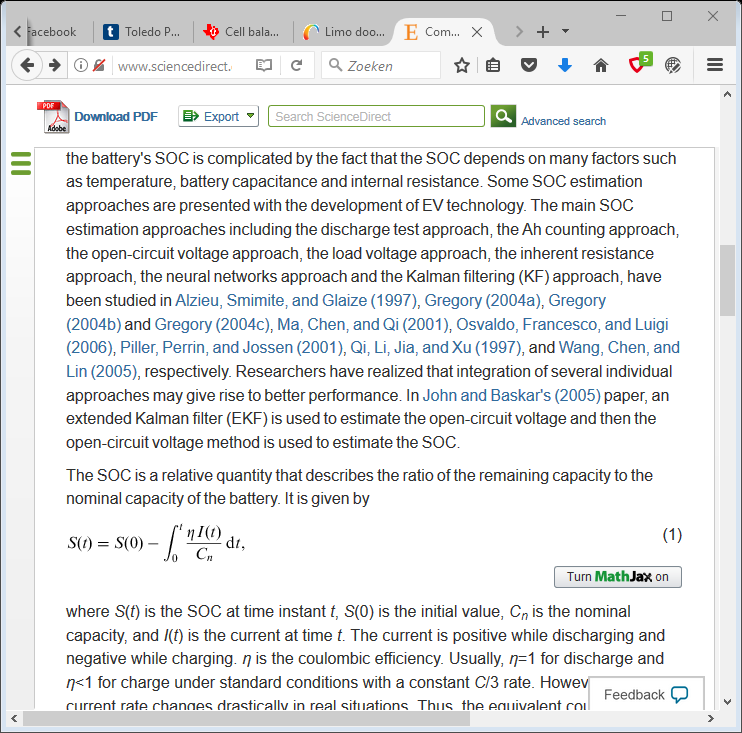 Facebook
Toledo P...
Cell bala...
Limo doo...
Com...
www.sciencedirect.
Zoeken
5
PDF
Adobe
Download PDF
Export
Search ScienceDirect
Advanced search
the battery's SOC is complicated by the fact that the SOC depends on many factors such
as temperature, battery capacitance and internal resistance. Some SOC estimation
approaches are presented with the development of EV technology. The main SOC
estimation approaches including the discharge test approach, the Ah counting approach,
the open-circuit voltage approach, the load voltage approach, the inherent resistance
approach, the neural networks approach and the Kalman filtering (KF) approach, have
been studied in Alzieu, Smimite, and Glaize (1997), Gregory (2004a), Gregory
(2004b) and Gregory (2004c), Ma, Chen, and Qi (2001), Osvaldo, Francesco, and Luigi
(2006), Piller, Perrin, and Jossen (2001), Qi, Li, Jia, and Xu (1997), and Wang, Chen, and
Lin (2005), respectively. Researchers have realized that integration of several individual
approaches may give rise to better performance. In John and Baskar's (2005) paper, an
extended Kalman filter (EKF) is used to estimate the open-circuit voltage and then the
open-circuit voltage method is used to estimate the SOC.
The SOC is a relative quantity that describes the ratio of the remaining capacity to the
nominal capacity of the battery. It is given by
S(t) = S(0) − ∫₀ᵗ η I(t) / Cₙ dt, (1)
Turn MathJax on
where S(t) is the SOC at time instant t, S(0) is the initial value, Cₙ is the nominal
capacity, and I(t) is the current at time t. The current is positive while discharging and
negative while charging. η is the coulombic efficiency. Usually, η=1 for discharge and
η<1 for charge under standard conditions with a constant C/3 rate. Howev
current rate changes drastically in real situations. Thus, the equivalent cou
Feedback